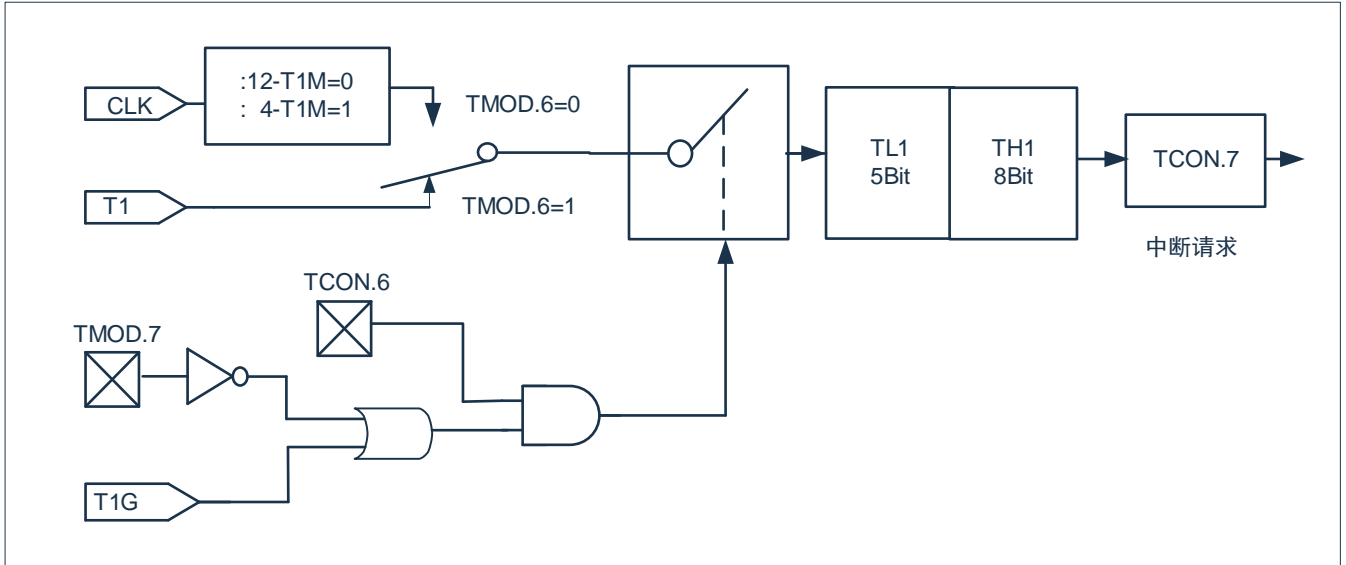 CLK
:12-T1M=0
: 4-T1M=1
TMOD.6=0
T1
TMOD.6=1
TL1
5Bit
TH1
8Bit
TCON.7
中断请求
TCON.6
TMOD.7
T1G